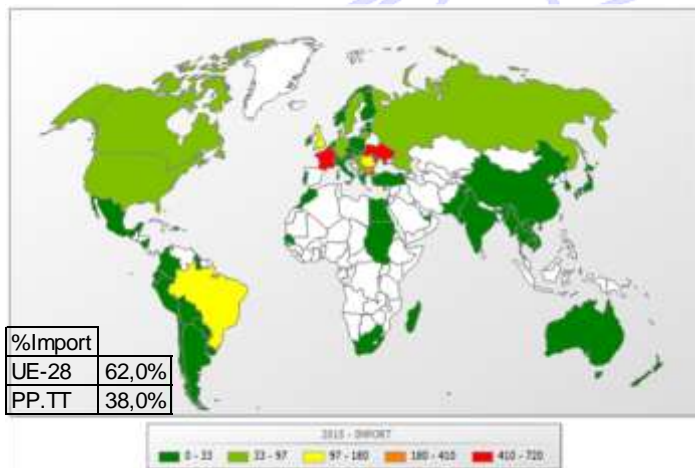 %Import
UE-28 62,0%
PP.TT 38,0%
2015 - IMPORT
0 - 33 33 - 97 97 - 180 180 - 410 410 - 720